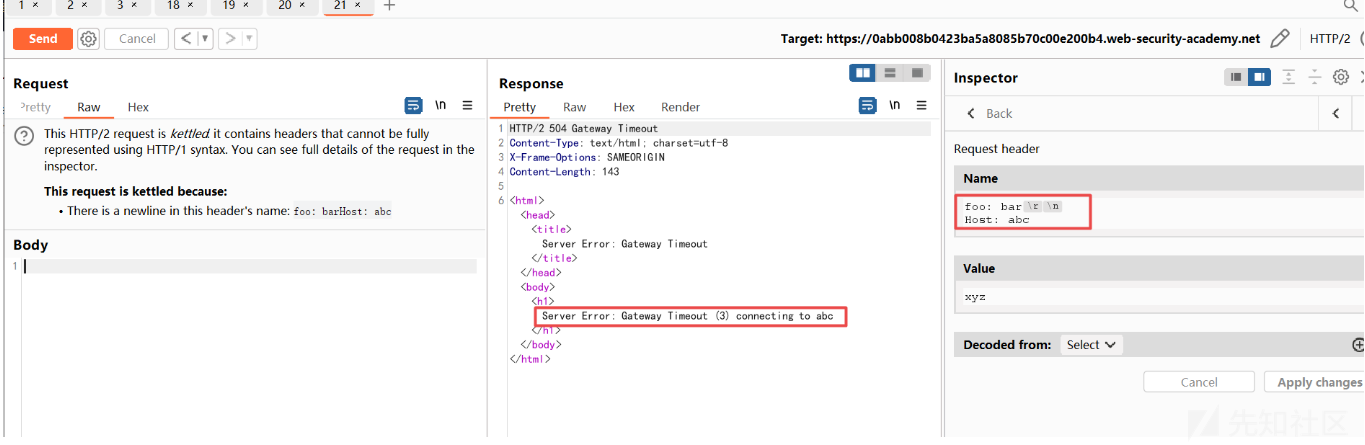 1 × 2 × 3 × 18 × 19 × 20 × 21 × +
Send Cancel < ▾ > ▾ Target: https://0abb008b0423ba5a8085b70c00e200b4.web-security-academy.net HTTP/2
Request
Pretty Raw Hex \n
This HTTP/2 request is kettled: it contains headers that cannot be fully
represented using HTTP/1 syntax. You can see full details of the request in the
inspector.
This request is kettled because:
• There is a newline in this header's name: foo: barHost: abc
Body
1
Response
Pretty Raw Hex Render \n
1 HTTP/2 504 Gateway Timeout
2 Content-Type: text/html; charset=utf-8
3 X-Frame-Options: SAMEORIGIN
4 Content-Length: 143
5
6 <html>
<head>
<title>
Server Error: Gateway Timeout
</title>
</head>
<body>
<h1>
Server Error: Gateway Timeout (3) connecting to abc
</h1>
</body>
</html>
Inspector
Back
Request header
Name
foo: bar\r \n
Host: abc
Value
xyz
Decoded from: Select
Cancel Apply changes
先知社区